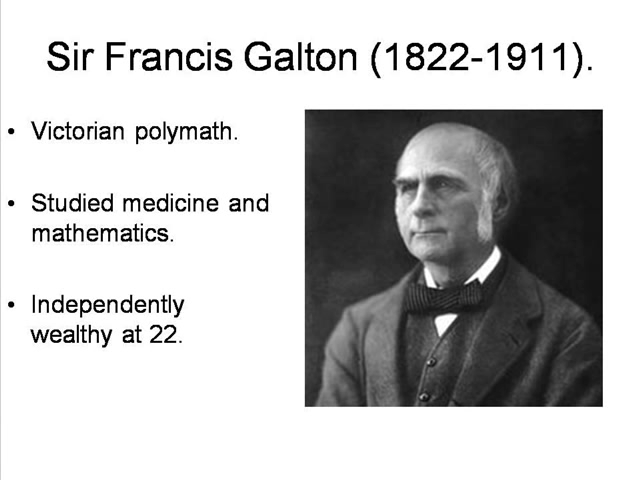 Sir Francis Galton (1822-1911).
• Victorian polymath.
• Studied medicine and
mathematics.
• Independently
wealthy at 22.